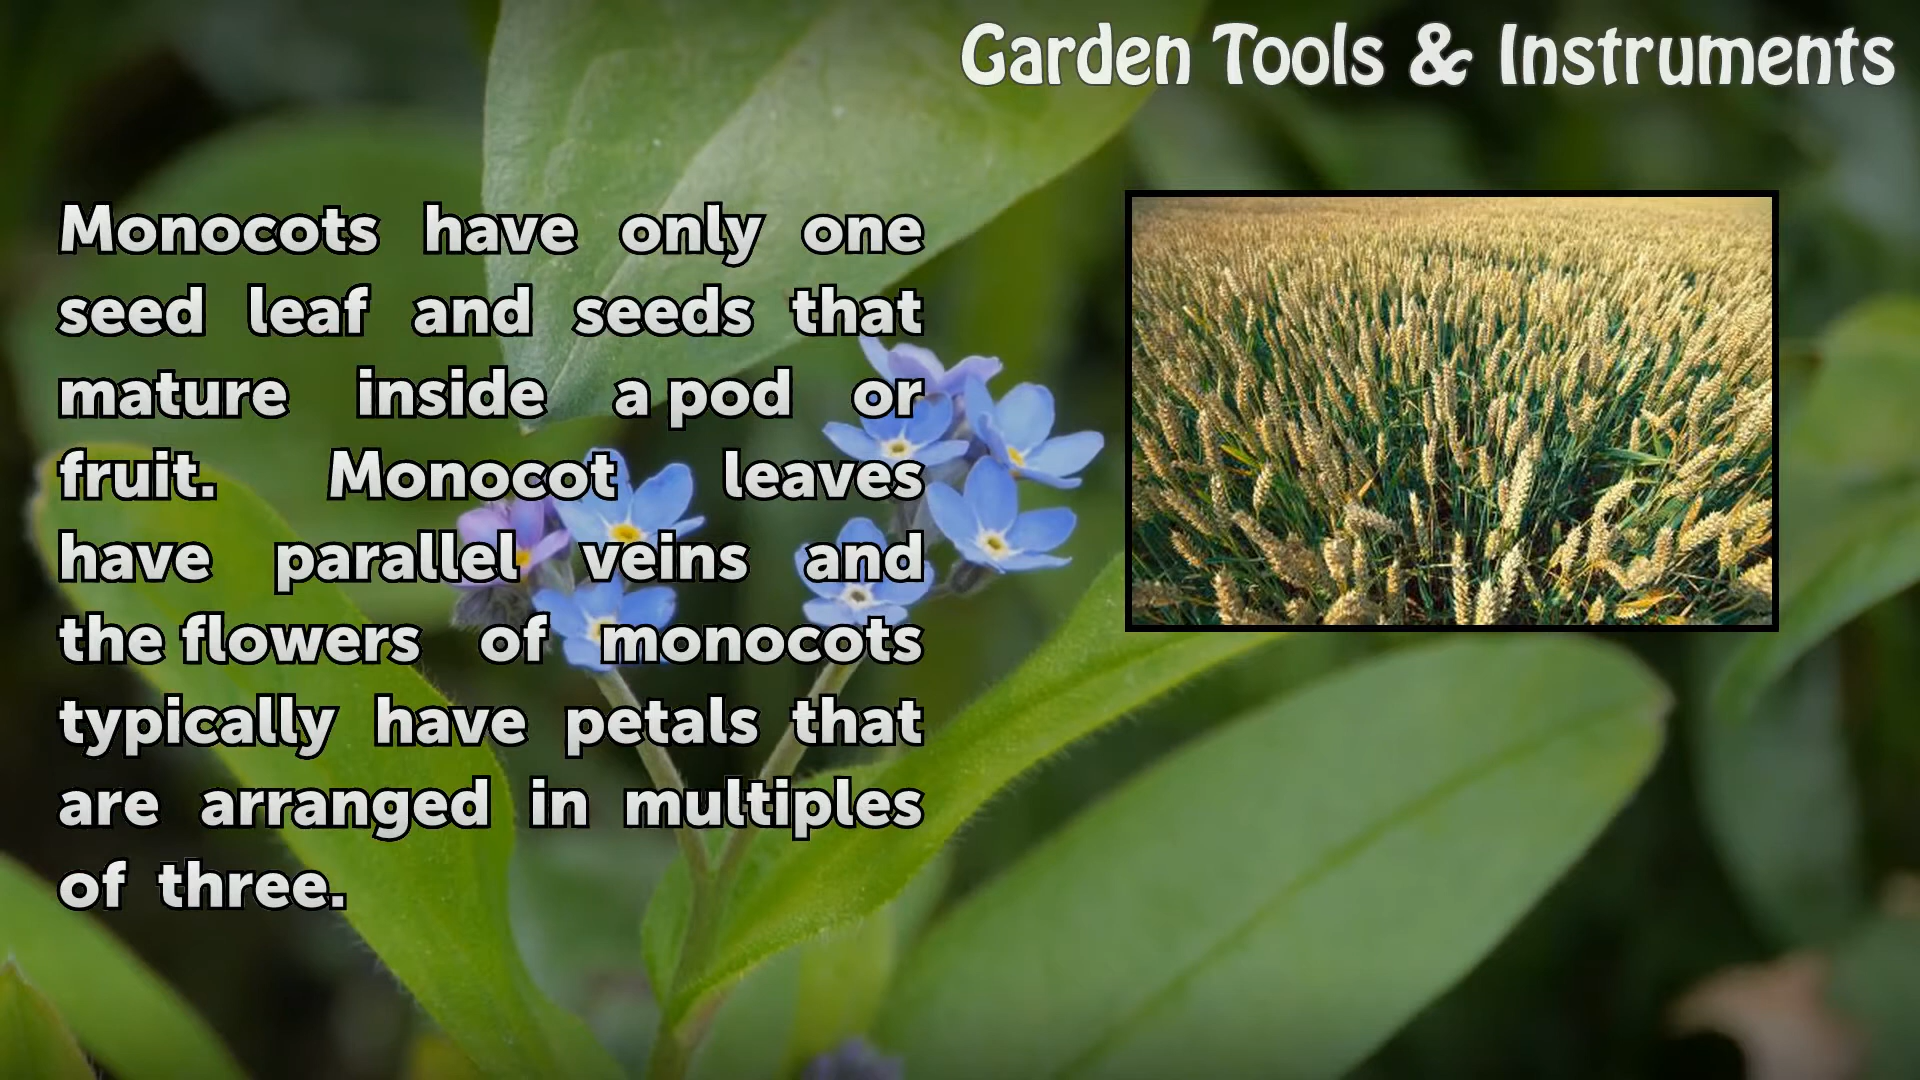 Garden Tools & Instruments
Monocots have only one
seed leaf and seeds that
mature inside a pod or
fruit. Monocot leaves
have parallel veins and
the flowers of monocots
typically have petals that
are arranged in multiples
of three.